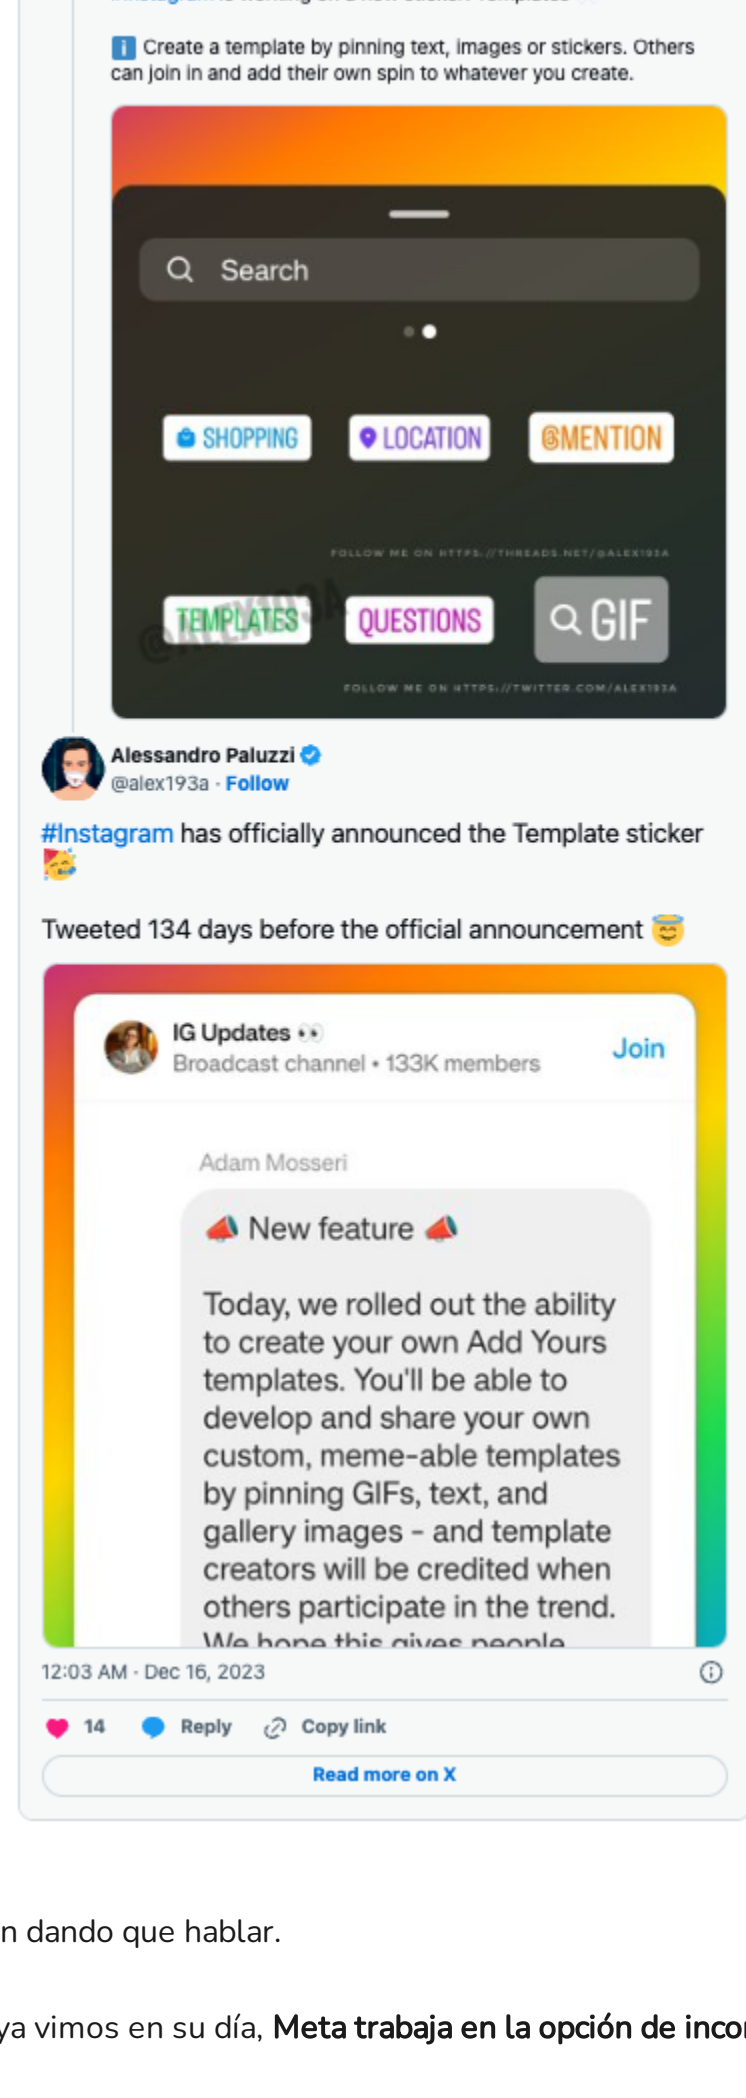 ℹ️ Create a template by pinning text, images or stickers. Others
can join in and add their own spin to whatever you create.
Search
SHOPPING
LOCATION
@MENTION
FOLLOW ME ON HTTPS://THREADS.NET/@ALEX193A
@ALEX193A
TEMPLATES
QUESTIONS
GIF
FOLLOW ME ON HTTPS://TWITTER.COM/ALEX193A
Alessandro Paluzzi
@alex193a · Follow
#Instagram has officially announced the Template sticker
🥳
Tweeted 134 days before the official announcement 😇
IG Updates 👀
Broadcast channel • 133K members
Join
Adam Mosseri
📣 New feature 📣
Today, we rolled out the ability
to create your own Add Yours
templates. You'll be able to
develop and share your own
custom, meme-able templates
by pinning GIFs, text, and
gallery images - and template
creators will be credited when
others participate in the trend.
We hope this gives people
12:03 AM · Dec 16, 2023
14
Reply
Copy link
Read more on X
n dando que hablar.
ya vimos en su día, Meta trabaja en la opción de incor